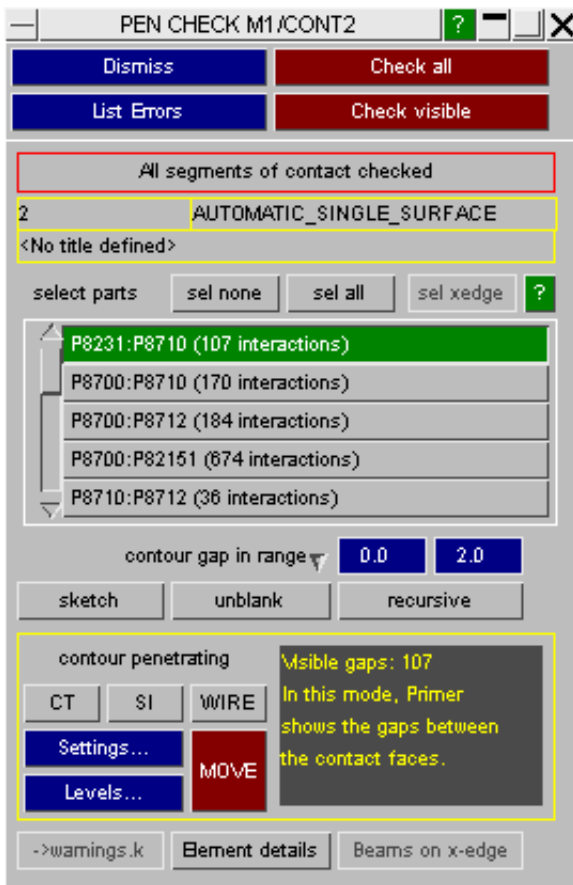 PEN CHECK M1/CONT2 ?
Dismiss Check all
List Errors Check visible
All segments of contact checked
2 AUTOMATIC_SINGLE_SURFACE
<No title defined>
select parts sel none sel all sel xedge ?
P8231:P8710 (107 interactions)
P8700:P8710 (170 interactions)
P8700:P8712 (184 interactions)
P8700:P82151 (674 interactions)
P8710:P8712 (36 interactions)
contour gap in range 0.0 2.0
sketch unblank recursive
contour penetrating
CT SI WIRE
Settings...
MOVE
Levels...
Visible gaps: 107
In this mode, Primer
shows the gaps between
the contact faces.
->warnings.k Element details Beams on x-edge